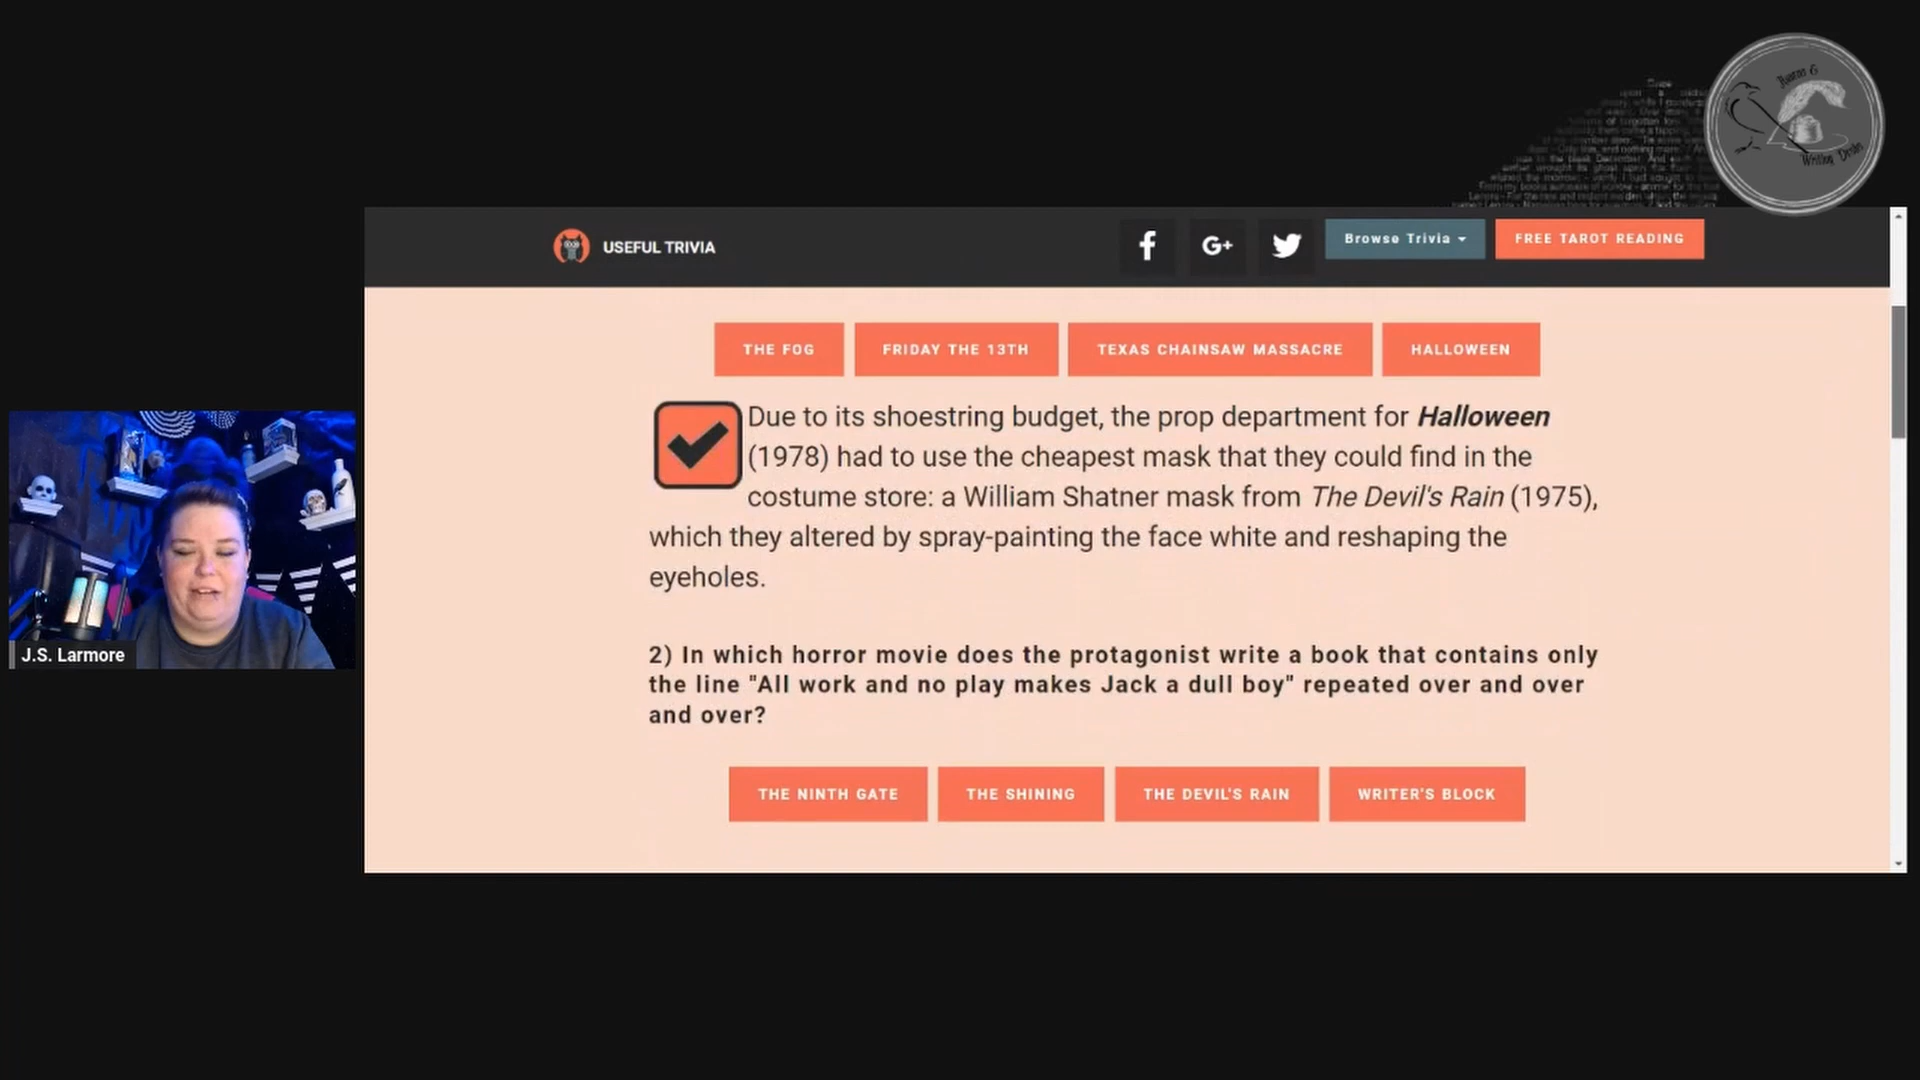 Ravens &
Writing Desks
USEFUL TRIVIA
f
G+
Browse Trivia
FREE TAROT READING
THE FOG
FRIDAY THE 13TH
TEXAS CHAINSAW MASSACRE
HALLOWEEN
Due to its shoestring budget, the prop department for Halloween
(1978) had to use the cheapest mask that they could find in the
costume store: a William Shatner mask from The Devil's Rain (1975),
which they altered by spray-painting the face white and reshaping the
eyeholes.
2) In which horror movie does the protagonist write a book that contains only
the line "All work and no play makes Jack a dull boy" repeated over and over
and over?
THE NINTH GATE
THE SHINING
THE DEVIL'S RAIN
WRITER'S BLOCK
J.S. Larmore